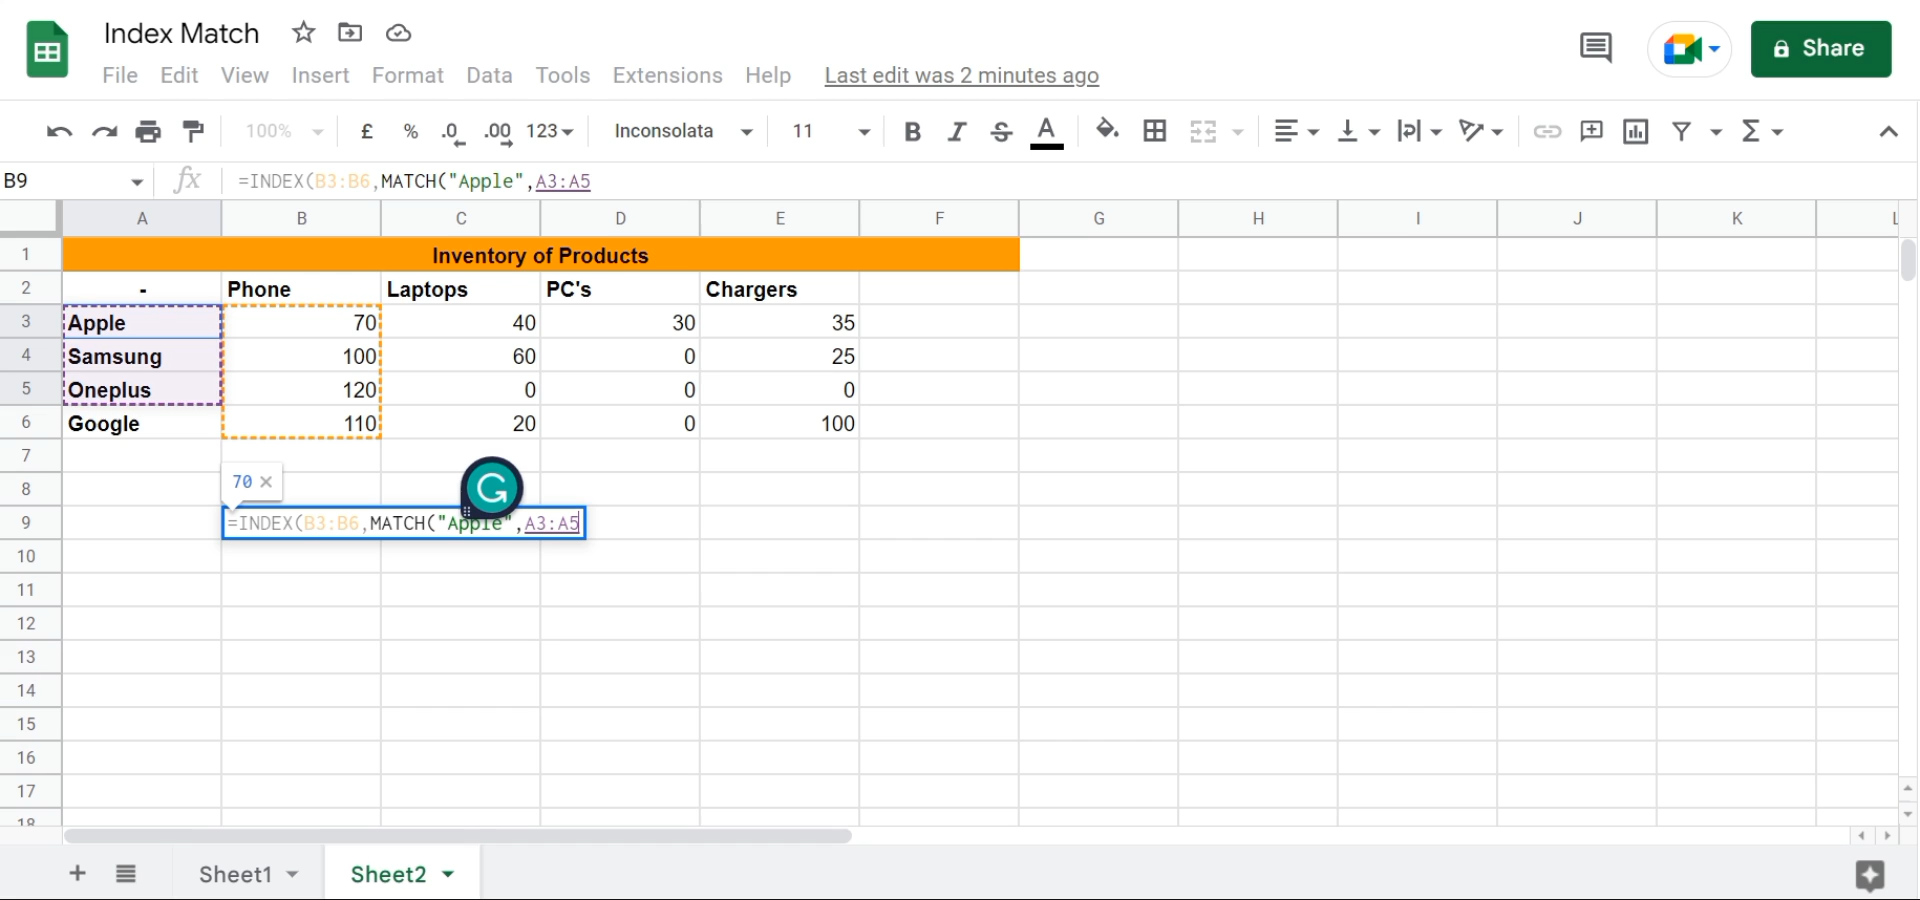 Index Match
Share
File Edit View Insert Format Data Tools Extensions Help Last edit was 2 minutes ago
100% £ % .0 .00 123 Inconsolata 11 B I S A Σ
B9 fx =INDEX(B3:B6,MATCH("Apple",A3:A5
A B C D E F G H I J K L
1 Inventory of Products
2 - Phone Laptops PC's Chargers
3 Apple 70 40 30 35
4 Samsung 100 60 0 25
5 Oneplus 120 0 0 0
6 Google 110 20 0 100
7
70 ×
8
9 =INDEX(B3:B6,MATCH("Apple",A3:A5
10
11
12
13
14
15
16
17
18
+ Sheet1 Sheet2